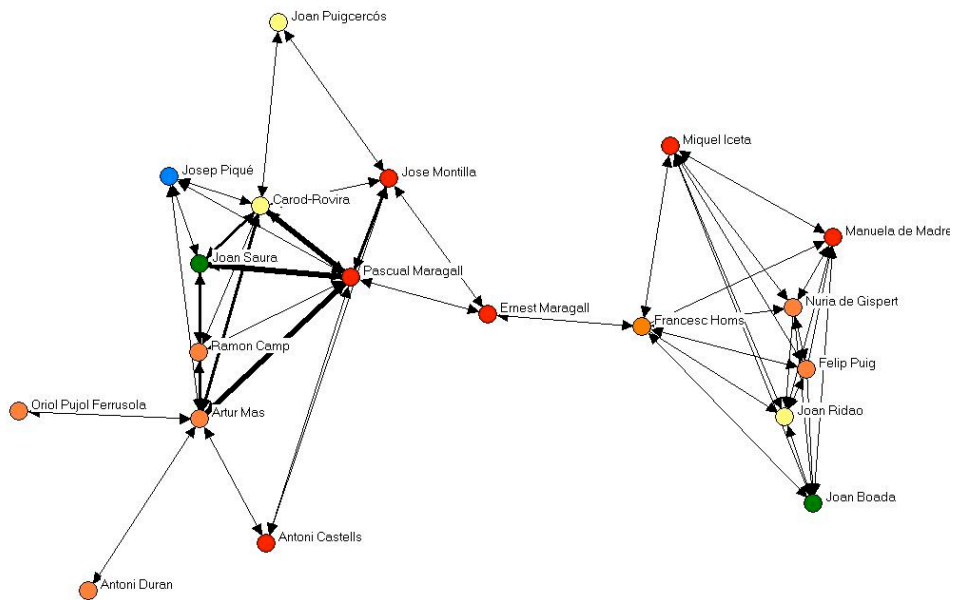 Joan Puigcercós
Miquel Iceta
Josep Piqué
Jose Montilla
Carod-Rovira
Manuela de Madre
Joan Saura
Pascual Maragall
Nuria de Gispert
Ernest Maragall
Francesc Homs
Ramon Camp
Felip Puig
Oriol Pujol Ferrusola
Artur Mas
Joan Ridao
Joan Boada
Antoni Castells
Antoni Duran